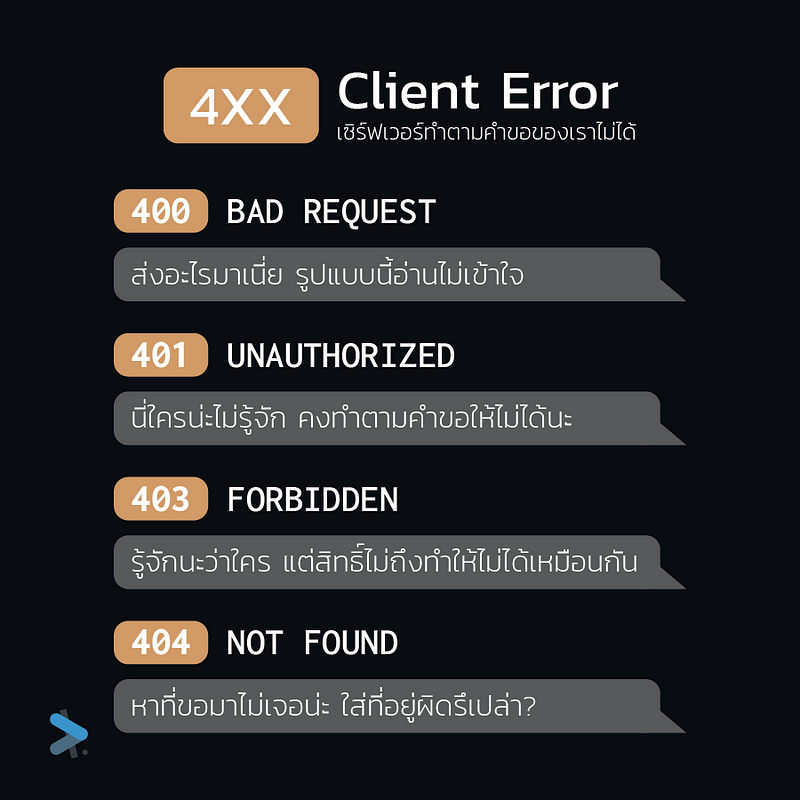 4XX
Client Error
เซิร์ฟเวอร์ทำตามคำขอของเราไม่ได้
400 BAD REQUEST
ส่งอะไรมาเนี่ย รูปแบบนี้อ่านไม่เข้าใจ
401 UNAUTHORIZED
นี่ใครน่ะไม่รู้จัก คงทำตามคำขอให้ไม่ได้นะ
403 FORBIDDEN
รู้จักนะว่าใคร แต่สิทธิ์ไม่ถึงทำให้ไม่ได้เหมือนกัน
404 NOT FOUND
หาที่ขอมาไม่เจอน่ะ ใส่ที่อยู่ผิดรึเปล่า?